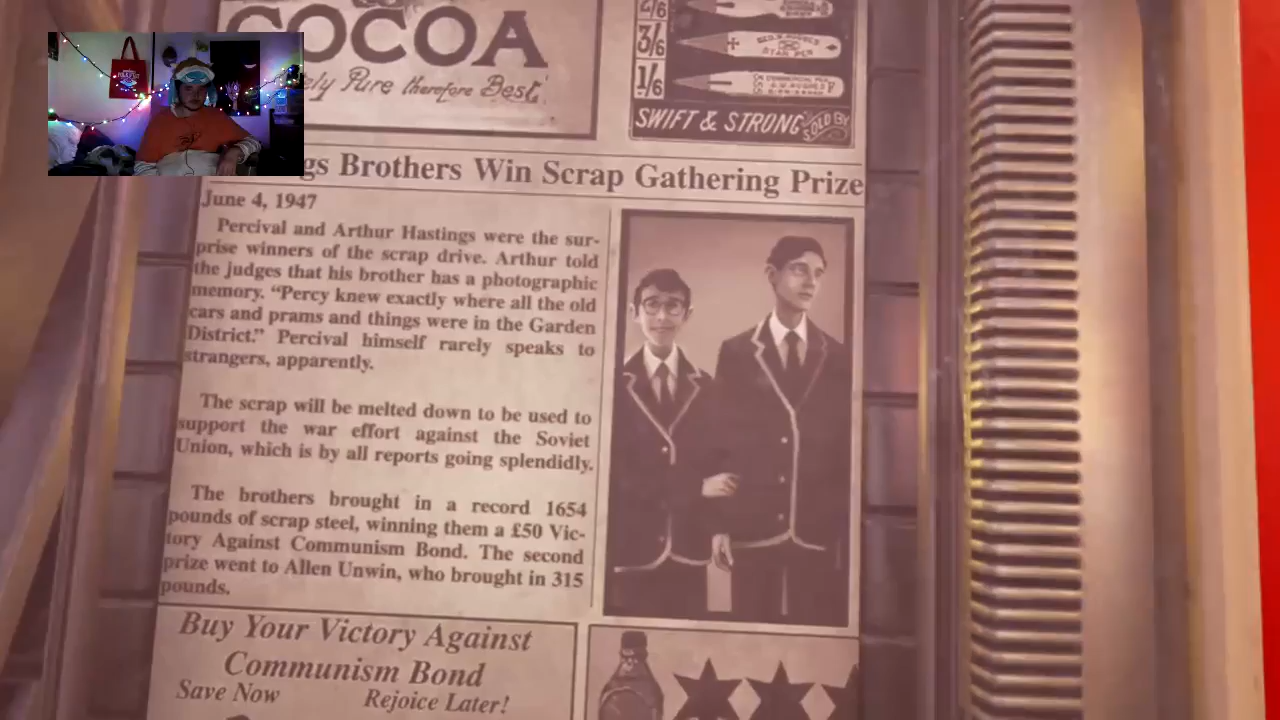 COCOA
ely Pure therefore Best!
2/6
3/6
1/6
SWIFT & STRONG
SOLD BY
gs Brothers Win Scrap Gathering Prize
June 4, 1947
Percival and Arthur Hastings were the sur-
prise winners of the scrap drive. Arthur told
the judges that his brother has a photographic
memory. “Percy knew exactly where all the old
cars and prams and things were in the Garden
District.” Percival himself rarely speaks to
strangers, apparently.
The scrap will be melted down to be used to
support the war effort against the Soviet
Union, which is by all reports going splendidly.
The brothers brought in a record 1654
pounds of scrap steel, winning them a £50 Vic-
tory Against Communism Bond. The second
prize went to Allen Unwin, who brought in 315
pounds.
Buy Your Victory Against
Communism Bond
Save Now
Rejoice Later!